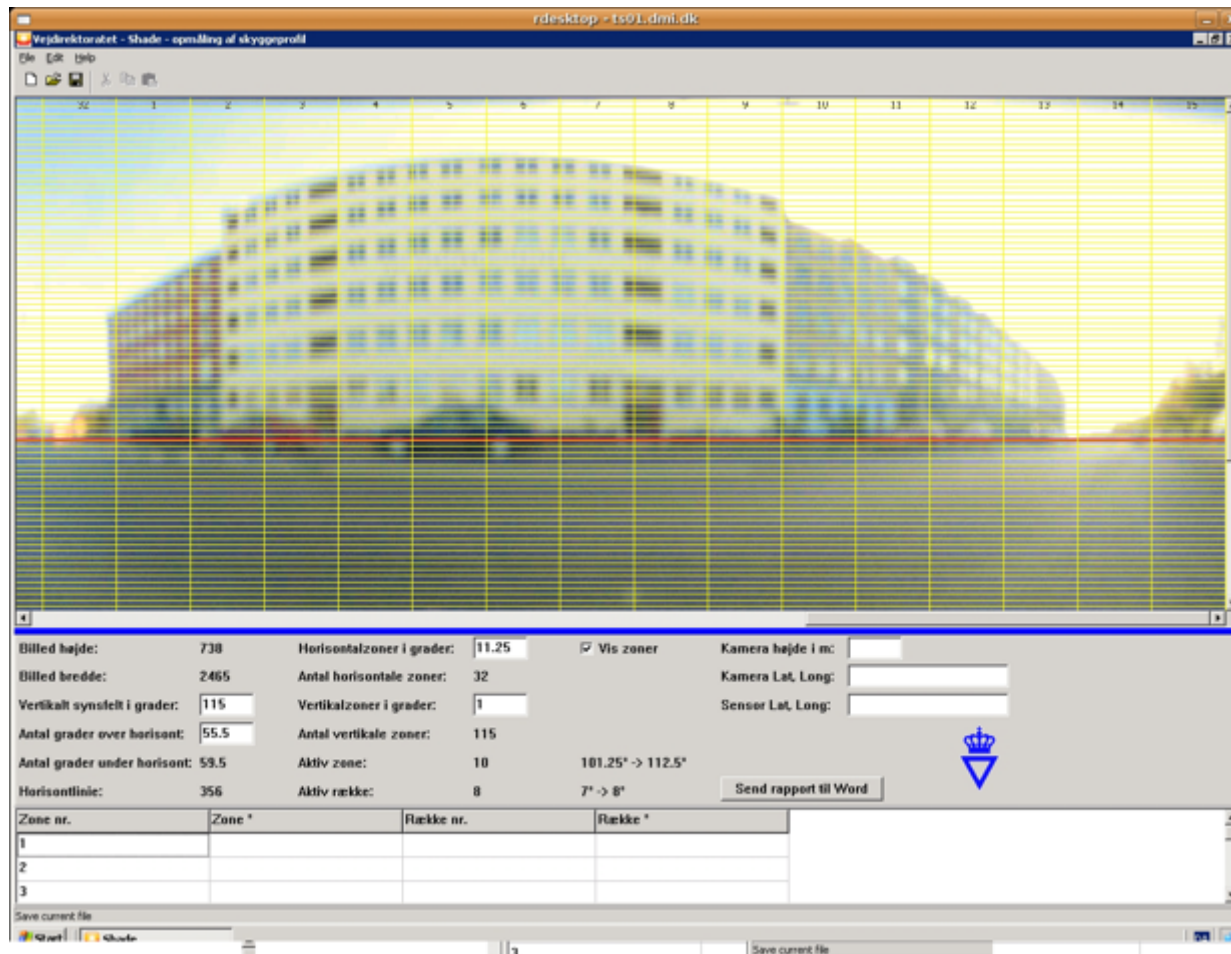 rdesktop - ts01.dmi.dk
Vejdirektoratet - Shade - opmåling af skyggeprofil
File Edit Help
32 1 2 3 4 5 6 7 8 9 10 11 12 13 14 15
Billed højde: 738 Horisontalzoner i grader: 11.25 Vis zoner Kamera højde i m:
Billed bredde: 2465 Antal horisontale zoner: 32 Kamera Lat, Long:
Vertikalt synsfelt i grader: 115 Vertikalzoner i grader: 1 Sensor Lat, Long:
Antal grader over horisont: 55.5 Antal vertikale zoner: 115
Antal grader under horisont: 59.5 Aktiv zone: 10 101.25° -> 112.5°
Horisontlinie: 356 Aktiv række: 8 7° -> 8° Send rapport til Word
Zone nr. Zone ° Række nr. Række °
1
2
3
Save current file
Start Shade DA
3 Save current file